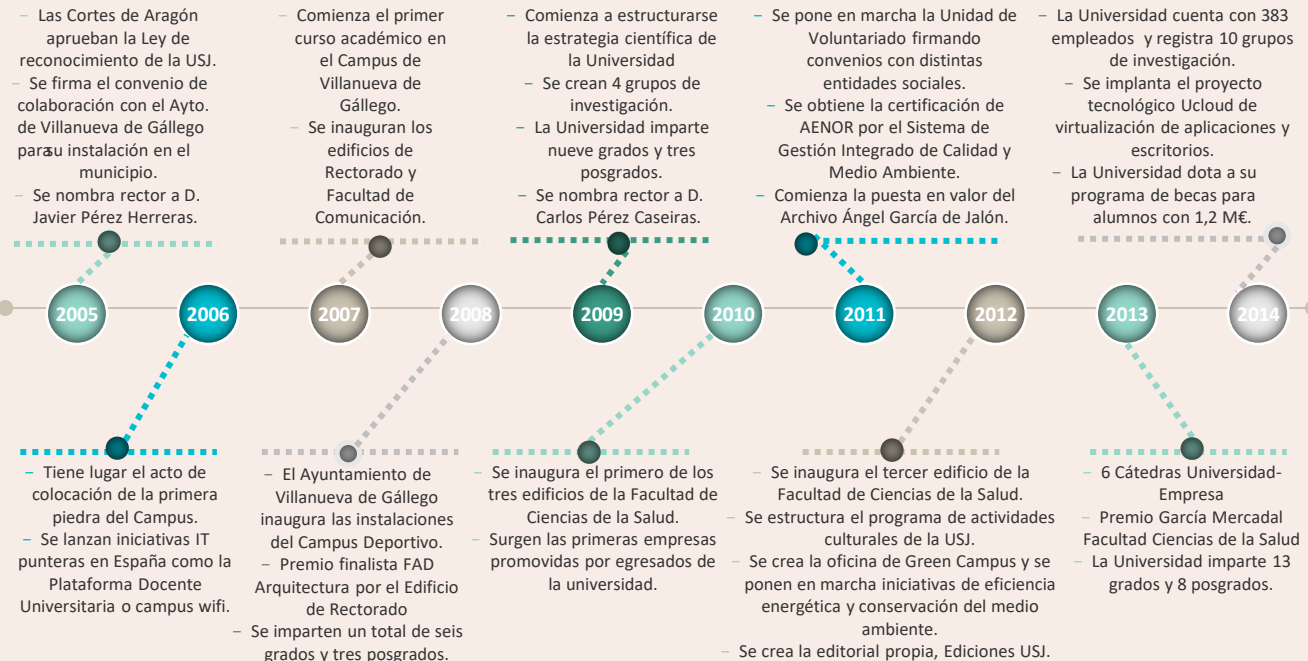 – Las Cortes de Aragón
aprueban la Ley de
reconocimiento de la USJ.
– Se firma el convenio de
colaboración con el Ayto.
de Villanueva de Gállego
para su instalación en el
municipio.
– Se nombra rector a D.
Javier Pérez Herreras.
– Comienza el primer
curso académico en
el Campus de
Villanueva de
Gállego.
– Se inauguran los
edificios de
Rectorado y
Facultad de
Comunicación.
– Comienza a estructurarse
la estrategia científica de
la Universidad
– Se crean 4 grupos de
investigación.
– La Universidad imparte
nueve grados y tres
posgrados.
– Se nombra rector a D.
Carlos Pérez Caseiras.
– Se pone en marcha la Unidad de
Voluntariado firmando
convenios con distintas
entidades sociales.
– Se obtiene la certificación de
AENOR por el Sistema de
Gestión Integrado de Calidad y
Medio Ambiente.
– Comienza la puesta en valor del
Archivo Ángel García de Jalón.
– La Universidad cuenta con 383
empleados y registra 10 grupos
de investigación.
– Se implanta el proyecto
tecnológico Ucloud de
virtualización de aplicaciones y
escritorios.
– La Universidad dota a su
programa de becas para
alumnos con 1,2 M€.
2005
2006
2007
2008
2009
2010
2011
2012
2013
2014
– Tiene lugar el acto de
colocación de la primera
piedra del Campus.
– Se lanzan iniciativas IT
punteras en España como la
Plataforma Docente
Universitaria o campus wifi.
– El Ayuntamiento de
Villanueva de Gállego
inaugura las instalaciones
del Campus Deportivo.
– Premio finalista FAD
Arquitectura por el Edificio
de Rectorado
– Se imparten un total de seis
grados y tres posgrados.
– Se inaugura el primero de los
tres edificios de la Facultad de
Ciencias de la Salud.
– Surgen las primeras empresas
promovidas por egresados de
la universidad.
– Se inaugura el tercer edificio de la
Facultad de Ciencias de la Salud.
– Se estructura el programa de actividades
culturales de la USJ.
– Se crea la oficina de Green Campus y se
ponen en marcha iniciativas de eficiencia
energética y conservación del medio
ambiente.
– Se crea la editorial propia, Ediciones USJ.
– 6 Cátedras Universidad-
Empresa
– Premio García Mercadal
Facultad Ciencias de la Salud
– La Universidad imparte 13
grados y 8 posgrados.